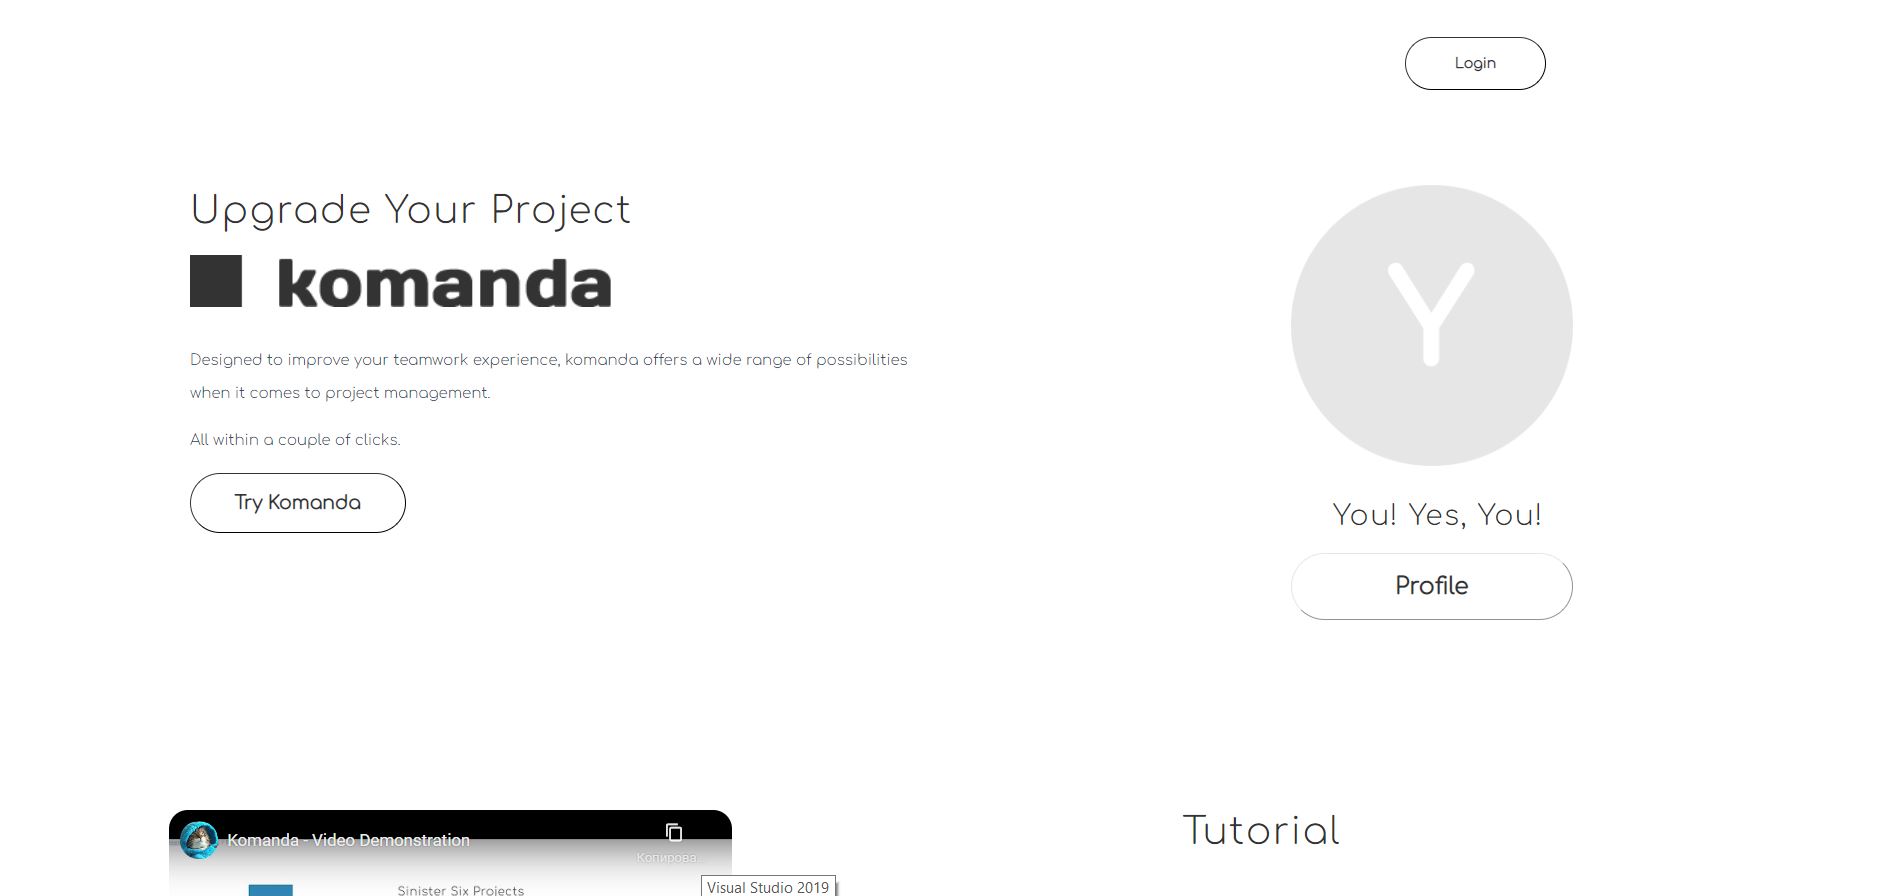 Login
Upgrade Your Project
komanda
Designed to improve your teamwork experience, komanda offers a wide range of possibilities
when it comes to project management.
All within a couple of clicks.
Try Komanda
Y
You! Yes, You!
Profile
Komanda - Video Demonstration
Копирова...
Sinister Six Projects
Visual Studio 2019
Tutorial